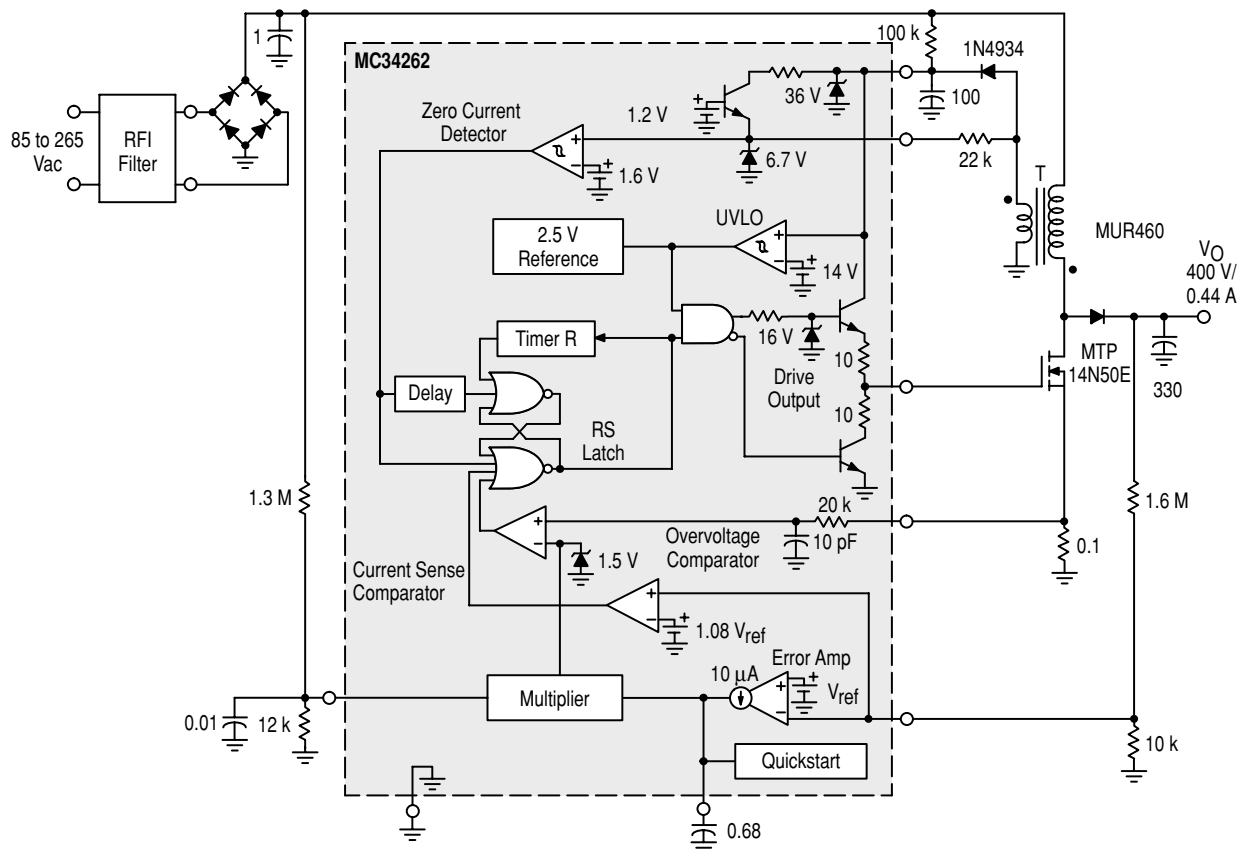 1
100 k
1N4934
MC34262
36 V
100
1.2 V
Zero Current
Detector
85 to 265
Vac
RFI
Filter
6.7 V
22 k
1.6 V
T
UVLO
2.5 V
Reference
MUR460
14 V
VO
400 V/
0.44 A
Timer R
16 V
10
MTP
14N50E
Delay
Drive
Output
330
10
RS
Latch
1.3 M
20 k
1.6 M
Overvoltage
Comparator
10 pF
0.1
1.5 V
Current Sense
Comparator
1.08 Vref
Error Amp
10 μA
Multiplier
Vref
0.01
12 k
10 k
Quickstart
0.68